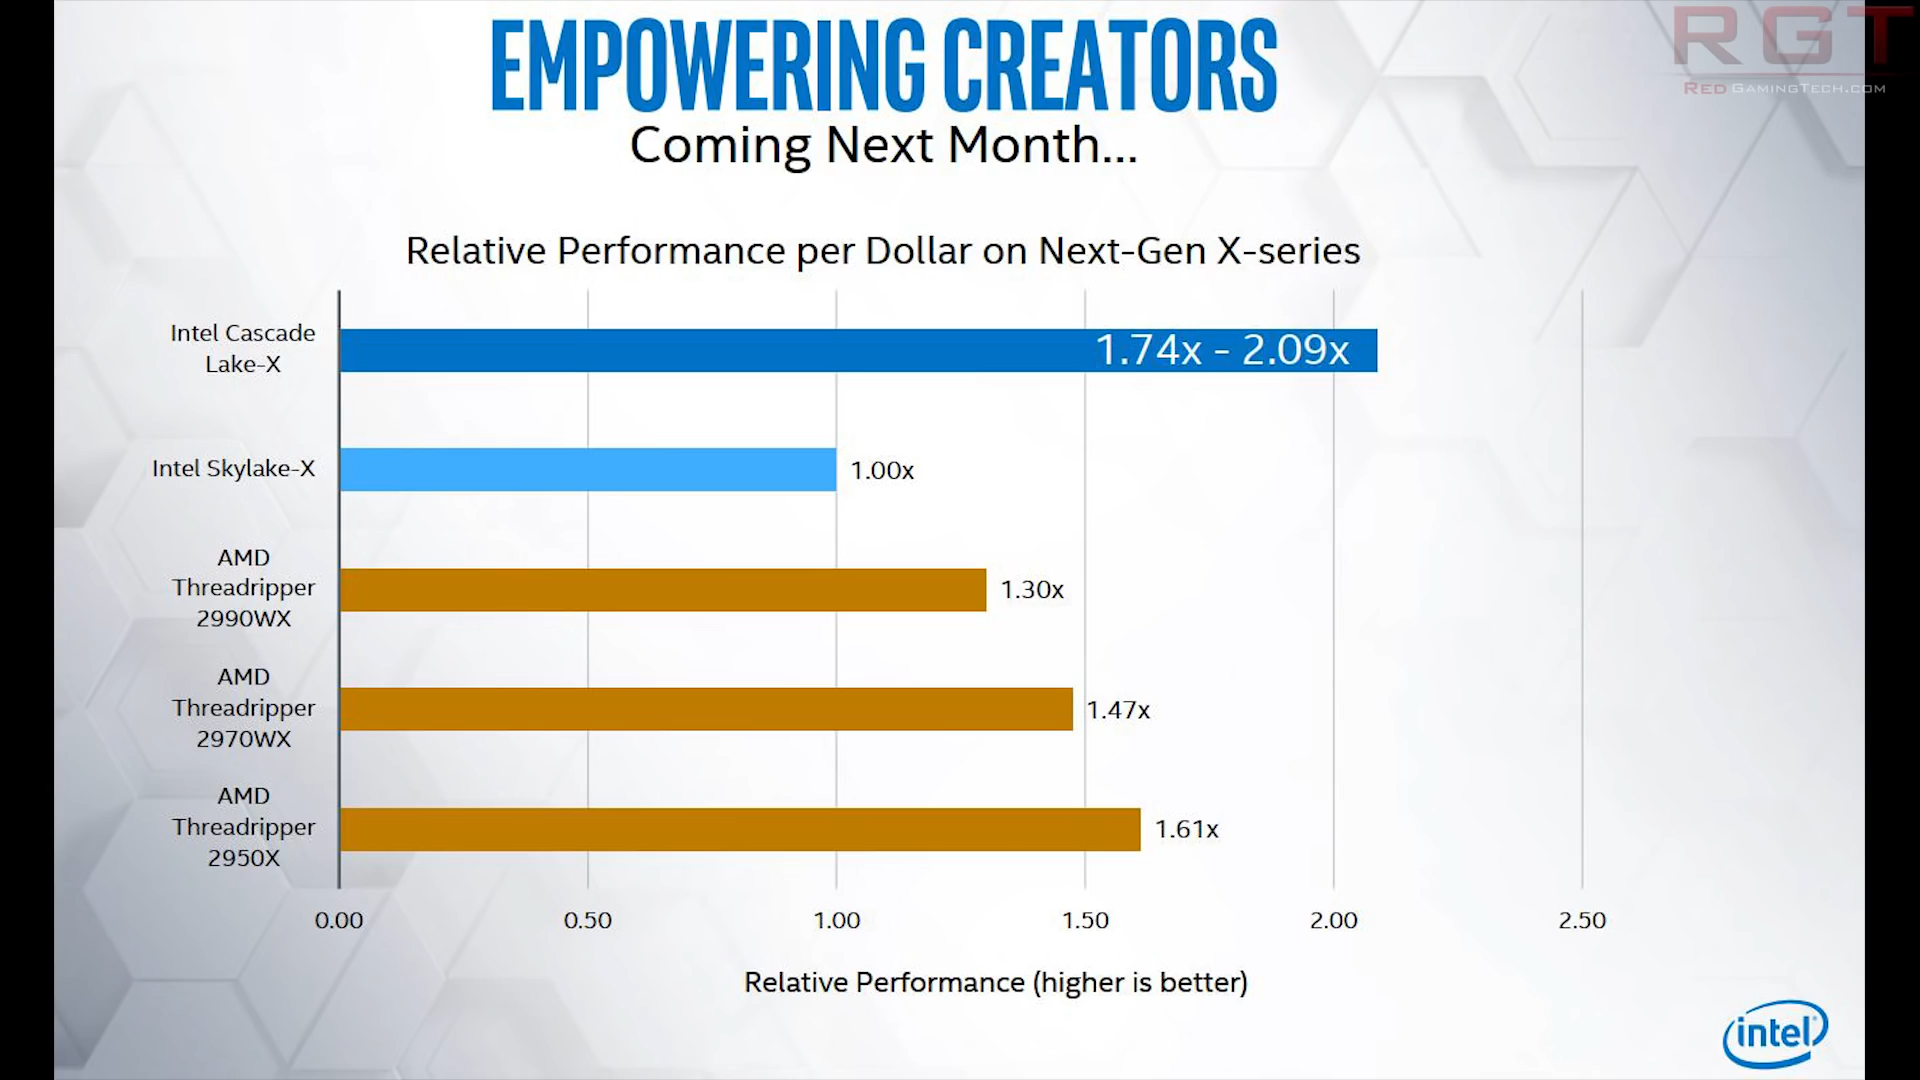 RGT
RED GAMINGTECH.COM
EMPOWERING CREATORS
Coming Next Month...
Relative Performance per Dollar on Next-Gen X-series
Intel Cascade
Lake-X
1.74x - 2.09x
Intel Skylake-X
1.00x
AMD
Threadripper
2990WX
1.30x
AMD
Threadripper
2970WX
1.47x
AMD
Threadripper
2950X
1.61x
0.00 0.50 1.00 1.50 2.00 2.50
Relative Performance (higher is better)
intel